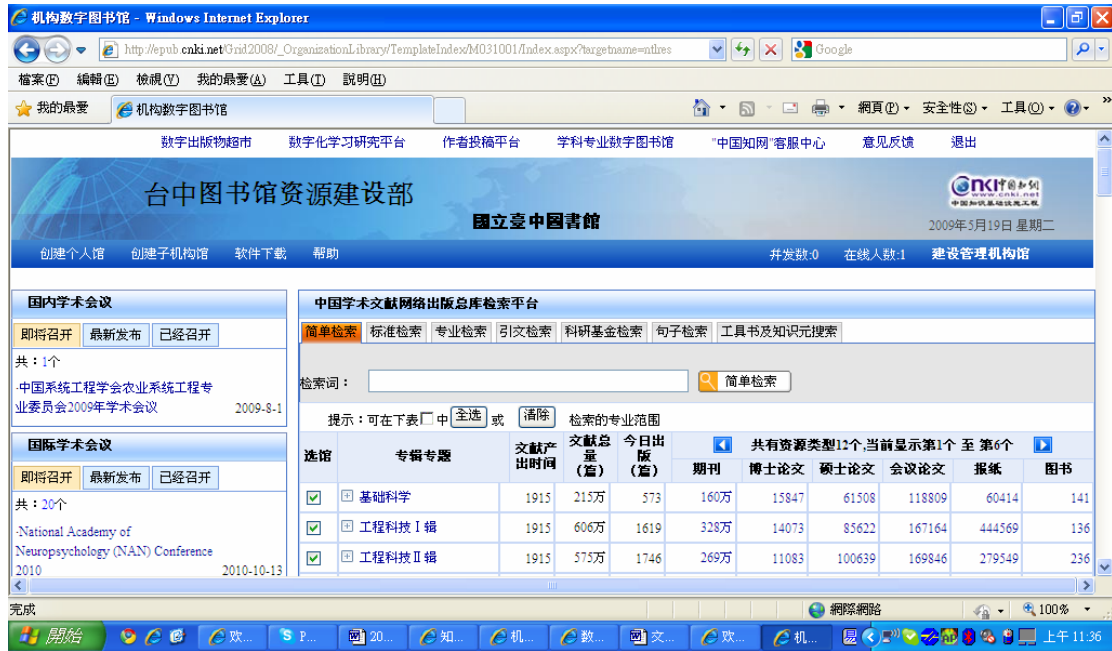 机构数字图书馆 - Windows Internet Explorer
http://epub.cnki.net/Grid2008/_OrganizationLibrary/TemplateIndex/M031001/Index.aspx?targetname=ntlres
Google
檔案(F) 編輯(E) 檢視(V) 我的最愛(A) 工具(T) 說明(H)
我的最愛 机构数字图书馆 網頁(P) 安全性(S) 工具(O)
数字出版物超市 数字化学习研究平台 作者投稿平台 学科专业数字图书馆 "中国知网"客服中心 意见反馈 退出
台中图书馆资源建设部
國立臺中圖書館
cnki 中国知网
www.cnki.net
中国知识基础设施工程
2009年5月19日 星期二
创建个人馆 创建子机构馆 软件下载 帮助 并发数:0 在线人数:1 建设管理机构馆
国内学术会议
即将召开 最新发布 已经召开
共：1个
·中国系统工程学会农业系统工程专
业委员会2009年学术会议 2009-8-1
国际学术会议
即将召开 最新发布 已经召开
共：20个
·National Academy of
Neuropsychology (NAN) Conference
2010 2010-10-13
中国学术文献网络出版总库检索平台
简单检索 标准检索 专业检索 引文检索 科研基金检索 句子检索 工具书及知识元搜索
检索词： 简单检索
提示：可在下表 中 全选 或 清除 检索的专业范围
选馆 专辑专题 文献产出时间 文献总量(篇) 今日出版(篇) 共有资源类型12个,当前显示第1个 至 第6个
期刊 博士论文 硕士论文 会议论文 报纸 图书
基础科学 1915 215万 573 160万 15847 61508 118809 60414 141
工程科技Ⅰ辑 1915 606万 1619 328万 14073 85622 167164 444569 136
工程科技Ⅱ辑 1915 575万 1746 269万 11083 100639 169846 279549 236
完成 網際網路 100%
開始 欢... P... 20... 知... 机... 数... 文... 欢... 机... 上午 11:36